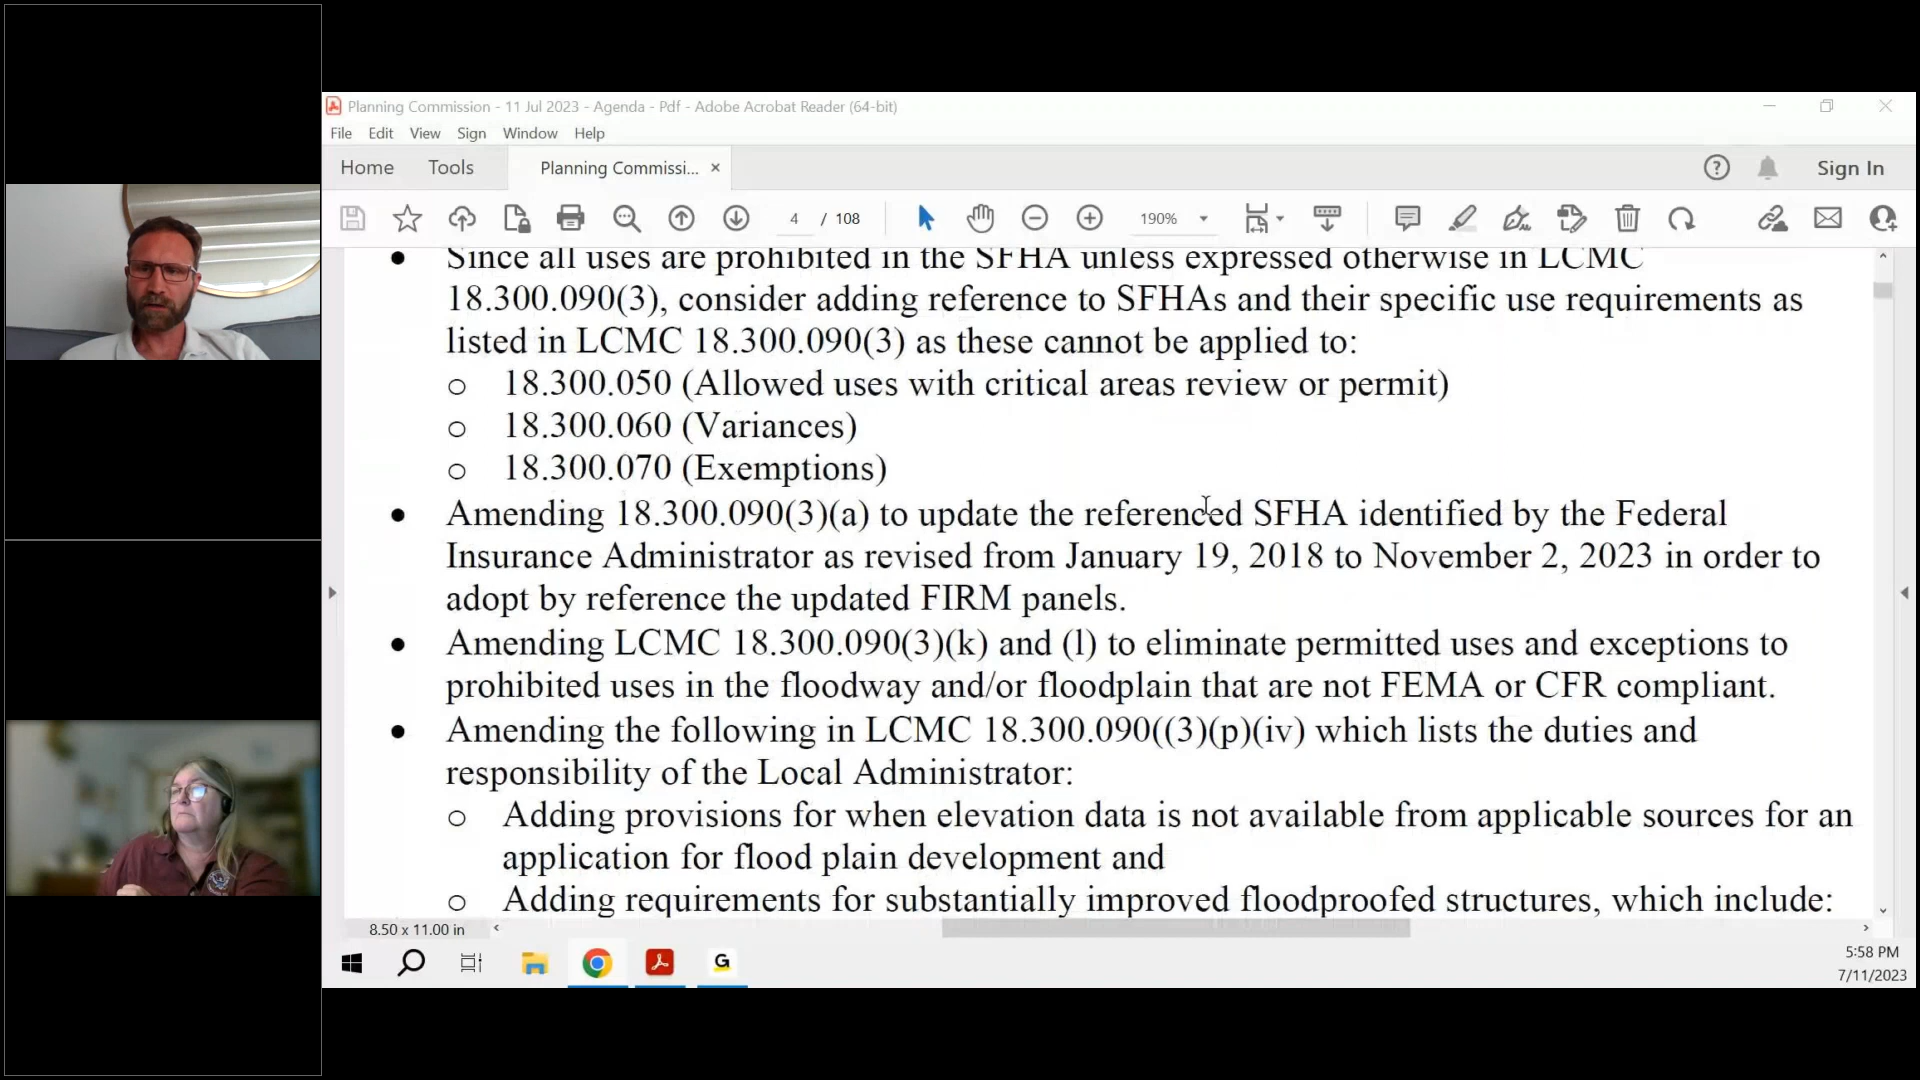 Planning Commission - 11 Jul 2023 - Agenda - Pdf - Adobe Acrobat Reader (64-bit)
File Edit View Sign Window Help
Home Tools Planning Commissi... × Sign In
4 / 108 190%
• Since all uses are prohibited in the SFHA unless expressed otherwise in LCMC
18.300.090(3), consider adding reference to SFHAs and their specific use requirements as
listed in LCMC 18.300.090(3) as these cannot be applied to:
o 18.300.050 (Allowed uses with critical areas review or permit)
o 18.300.060 (Variances)
o 18.300.070 (Exemptions)
• Amending 18.300.090(3)(a) to update the referenced SFHA identified by the Federal
Insurance Administrator as revised from January 19, 2018 to November 2, 2023 in order to
adopt by reference the updated FIRM panels.
• Amending LCMC 18.300.090(3)(k) and (l) to eliminate permitted uses and exceptions to
prohibited uses in the floodway and/or floodplain that are not FEMA or CFR compliant.
• Amending the following in LCMC 18.300.090((3)(p)(iv) which lists the duties and
responsibility of the Local Administrator:
o Adding provisions for when elevation data is not available from applicable sources for an
application for flood plain development and
o Adding requirements for substantially improved floodproofed structures, which include:
8.50 x 11.00 in
5:58 PM
7/11/2023